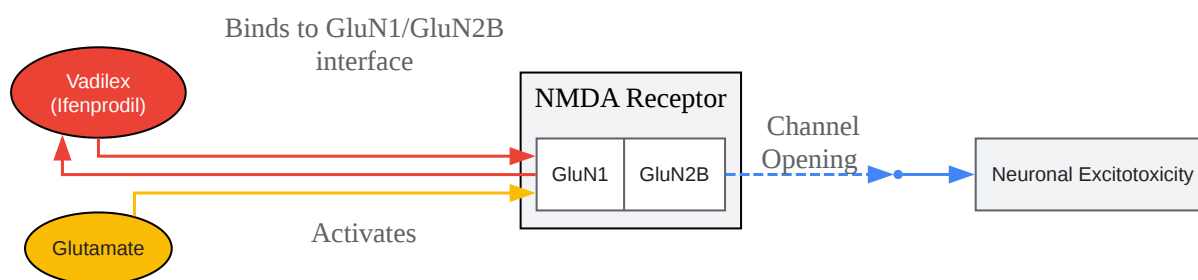 Binds to GluN1/GluN2B
interface
Vadilex
(Ifenprodil)
NMDA Receptor
GluN1
GluN2B
Channel
Opening
Neuronal Excitotoxicity
Activates
Glutamate